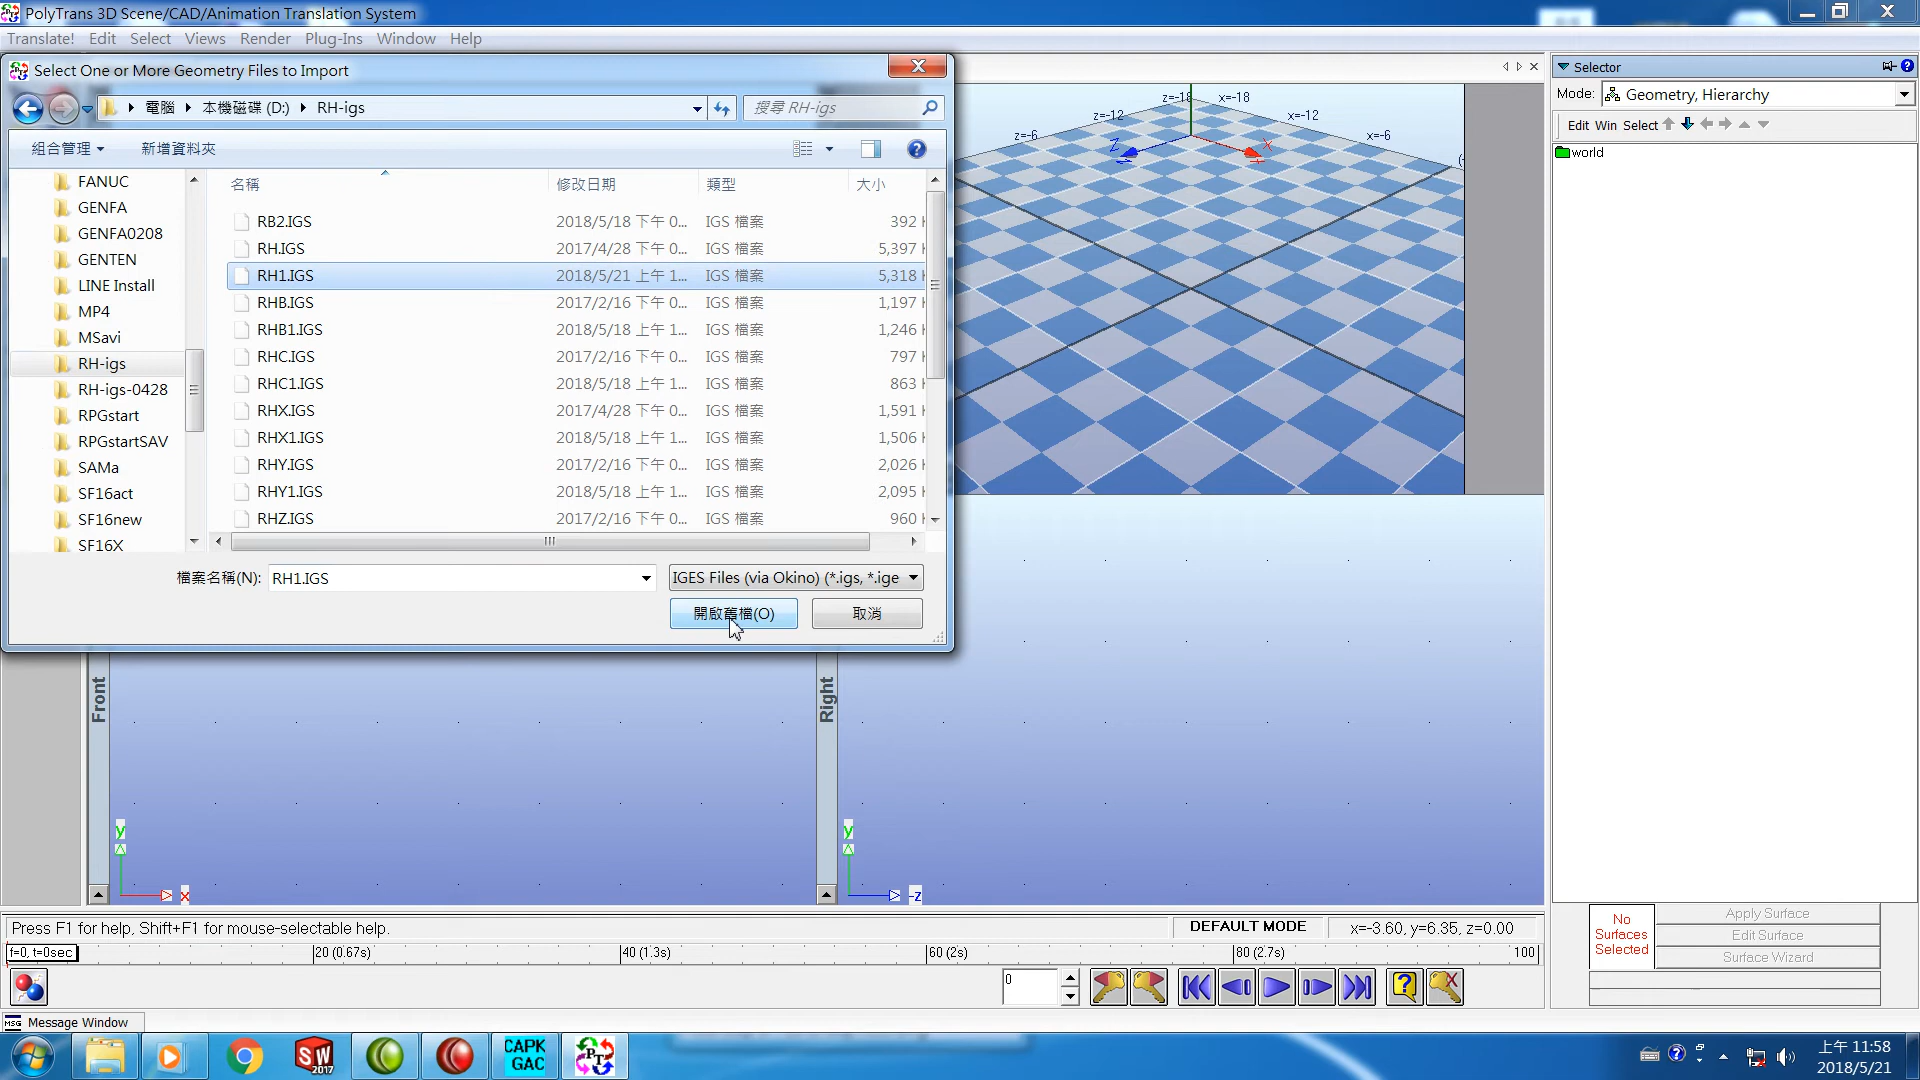 PolyTrans 3D Scene/CAD/Animation Translation System
Translate! Edit Select Views Render Plug-Ins Window Help
Select One or More Geometry Files to Import
電腦 本機磁碟 (D:) RH-igs
搜尋 RH-igs
組合管理 新增資料夾
FANUC
GENFA
GENFA0208
GENTEN
LINE Install
MP4
MSavi
RH-igs
RH-igs-0428
RPGstart
RPGstartSAV
SAMa
SF16act
SF16new
SF16X
名稱 修改日期 類型 大小
RB2.IGS 2018/5/18 下午 0... IGS 檔案 392
RH.IGS 2017/4/28 下午 0... IGS 檔案 5,397
RH1.IGS 2018/5/21 上午 1... IGS 檔案 5,318
RHB.IGS 2017/2/16 下午 0... IGS 檔案 1,197
RHB1.IGS 2018/5/18 上午 1... IGS 檔案 1,246
RHC.IGS 2017/2/16 下午 0... IGS 檔案 797
RHC1.IGS 2018/5/18 上午 1... IGS 檔案 863
RHX.IGS 2017/4/28 下午 0... IGS 檔案 1,591
RHX1.IGS 2018/5/18 上午 1... IGS 檔案 1,506
RHY.IGS 2017/2/16 下午 0... IGS 檔案 2,026
RHY1.IGS 2018/5/18 上午 1... IGS 檔案 2,095
RHZ.IGS 2017/2/16 下午 0... IGS 檔案 960
檔案名稱(N): RH1.IGS
IGES Files (via Okino) (*.igs, *.ige
開啟舊檔(O) 取消
z=-18 x=-18
z=-12 x=-12
z=-6 x=-6
Z X
Selector
Mode: Geometry, Hierarchy
Edit Win Select
world
Front
Right
y
x
y
-z
No Surfaces Selected
Apply Surface
Edit Surface
Surface Wizard
Press F1 for help, Shift+F1 for mouse-selectable help.
DEFAULT MODE
x=-3.60, y=6.35, z=0.00
f=0, t=0sec 20 (0.67s) 40 (1.3s) 60 (2s) 80 (2.7s) 100
0
MSG Message Window
SW 2017
CAPK
GAC
PT
上午 11:58
2018/5/21